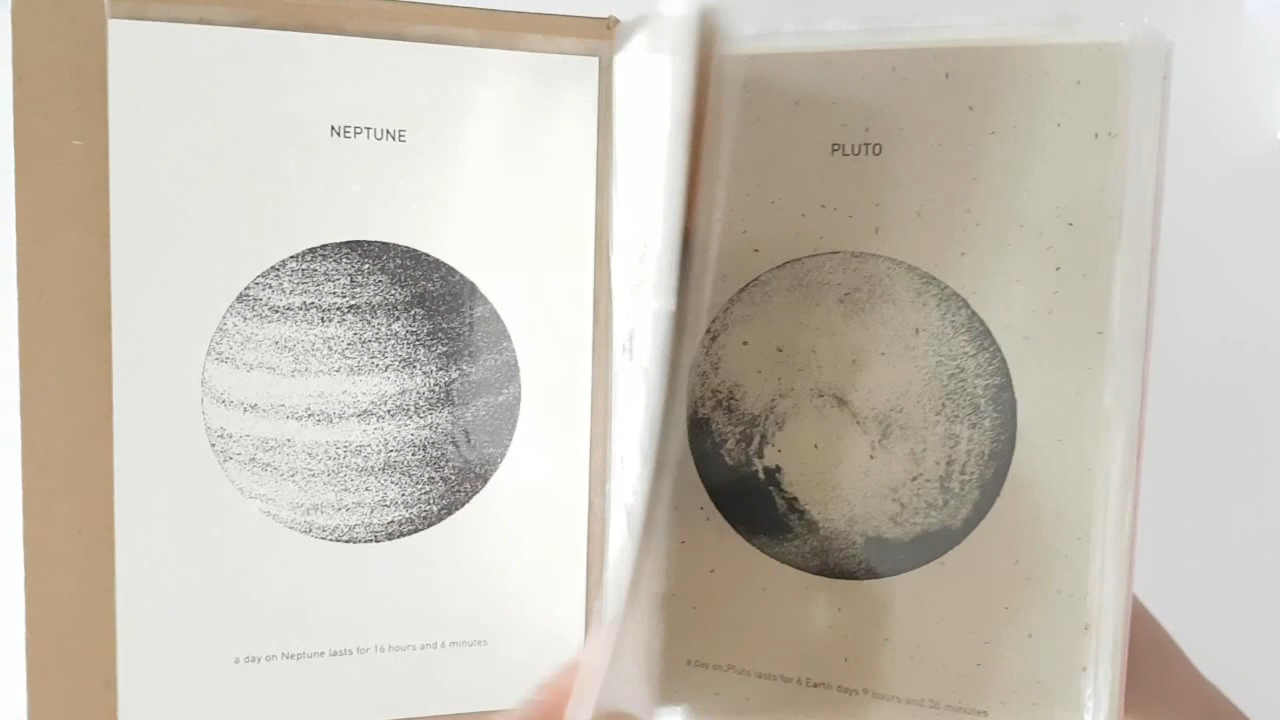 NEPTUNE
a day on Neptune lasts for 16 hours and 6 minutes
PLUTO
a day on Pluto lasts for 6 Earth days 9 hours and 36 minutes